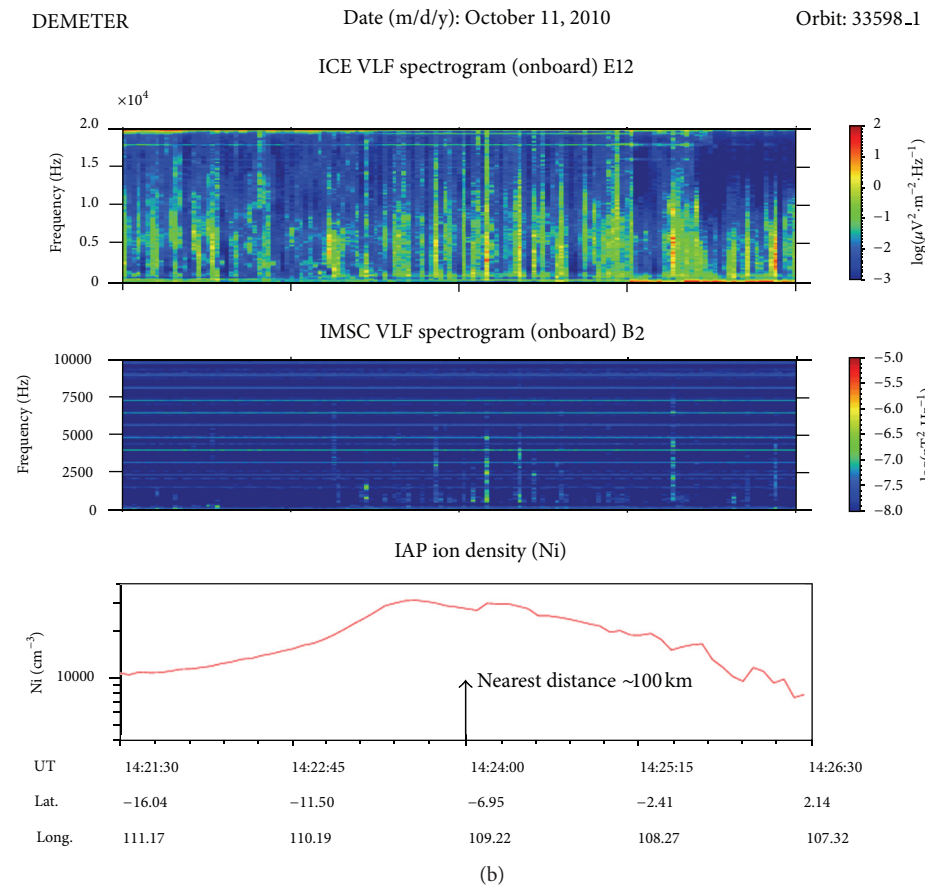 DEMETER Date (m/d/y): October 11, 2010 Orbit: 33598_1
ICE VLF spectrogram (onboard) E12
×10⁴
2.0
1.5
1.0
0.5
0
Frequency (Hz)
2
1
0
−1
−2
−3
log(μV²·m⁻²·Hz⁻¹)
IMSC VLF spectrogram (onboard) B2
10000
7500
5000
2500
0
Frequency (Hz)
−5.0
−6.0
−6.5
−7.0
−7.5
−8.0
IAP ion density (Ni)
Ni (cm⁻³)
10000
Nearest distance ~100 km
UT 14:21:30 14:22:45 14:24:00 14:25:15 14:26:30
Lat. −16.04 −11.50 −6.95 −2.41 2.14
Long. 111.17 110.19 109.22 108.27 107.32
(b)